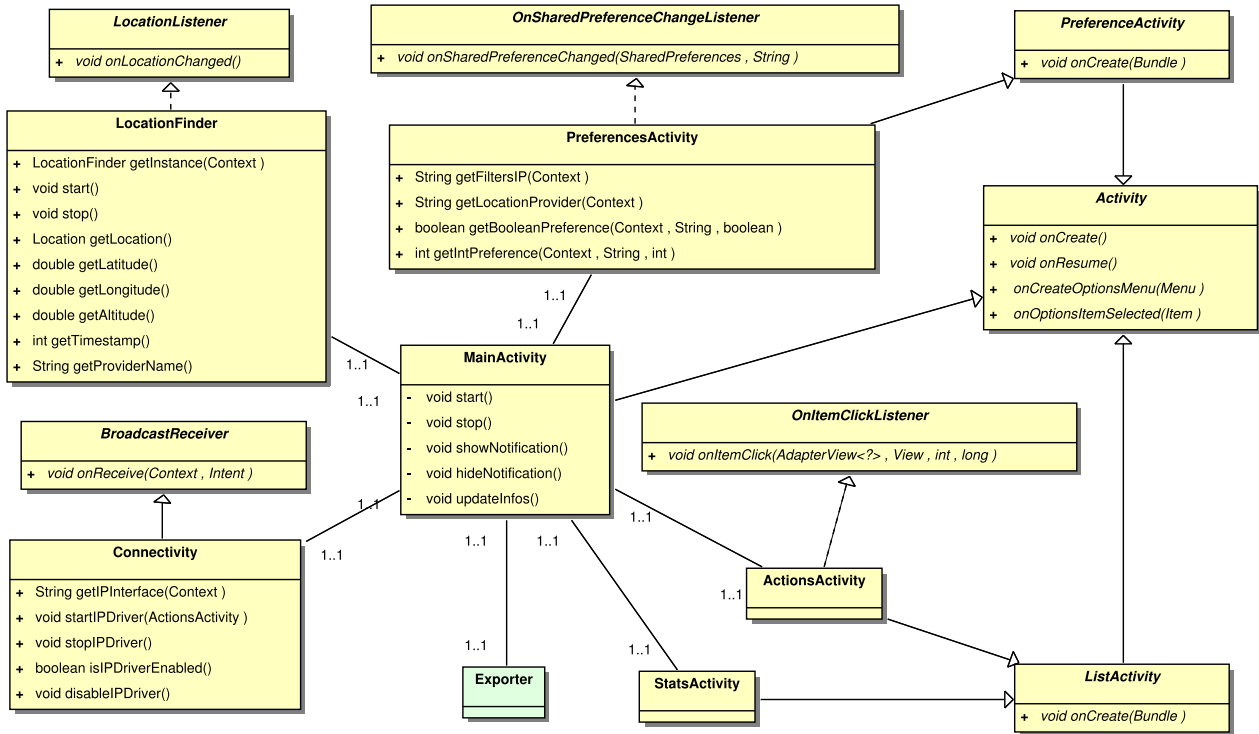 LocationListener
+ void onLocationChanged()
OnSharedPreferenceChangeListener
+ void onSharedPreferenceChanged(SharedPreferences , String )
PreferenceActivity
+ void onCreate(Bundle )
LocationFinder
+ LocationFinder getInstance(Context )
+ void start()
+ void stop()
+ Location getLocation()
+ double getLatitude()
+ double getLongitude()
+ double getAltitude()
+ int getTimestamp()
+ String getProviderName()
PreferencesActivity
+ String getFiltersIP(Context )
+ String getLocationProvider(Context )
+ boolean getBooleanPreference(Context , String , boolean )
+ int getIntPreference(Context , String , int )
Activity
+ void onCreate()
+ void onResume()
+ onCreateOptionsMenu(Menu )
+ onOptionsItemSelected(Item )
1..1
1..1
1..1
1..1
MainActivity
- void start()
- void stop()
- void showNotification()
- void hideNotification()
- void updateInfos()
OnItemClickListener
+ void onItemClick(AdapterView<?> , View , int , long )
BroadcastReceiver
+ void onReceive(Context , Intent )
1..1
1..1
1..1
1..1
1..1
Connectivity
+ String getIPInterface(Context )
+ void startIPDriver(ActionsActivity )
+ void stopIPDriver()
+ boolean isIPDriverEnabled()
+ void disableIPDriver()
ActionsActivity
1..1
1..1
1..1
Exporter
StatsActivity
ListActivity
+ void onCreate(Bundle )